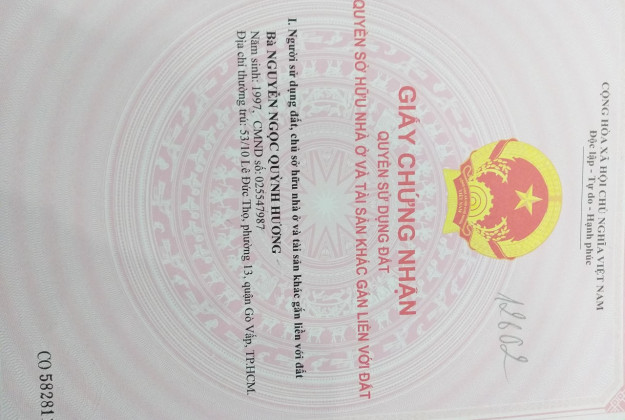 CỘNG HÒA XÃ HỘI CHỦ NGHĨA VIỆT NAM
Độc lập - Tự do - Hạnh phúc
12602
GIẤY CHỨNG NHẬN
QUYỀN SỬ DỤNG ĐẤT
QUYỀN SỞ HỮU NHÀ Ở VÀ TÀI SẢN KHÁC GẮN LIỀN VỚI ĐẤT
I. Người sử dụng đất, chủ sở hữu nhà ở và tài sản khác gắn liền với đất
Bà NGUYỄN NGỌC QUỲNH HƯƠNG
Năm sinh: 1997, CMND số: 025547987
Địa chỉ thường trú: 53/10 Lê Đức Thọ, phường 13, quận Gò Vấp, TP.HCM.
CO 58281